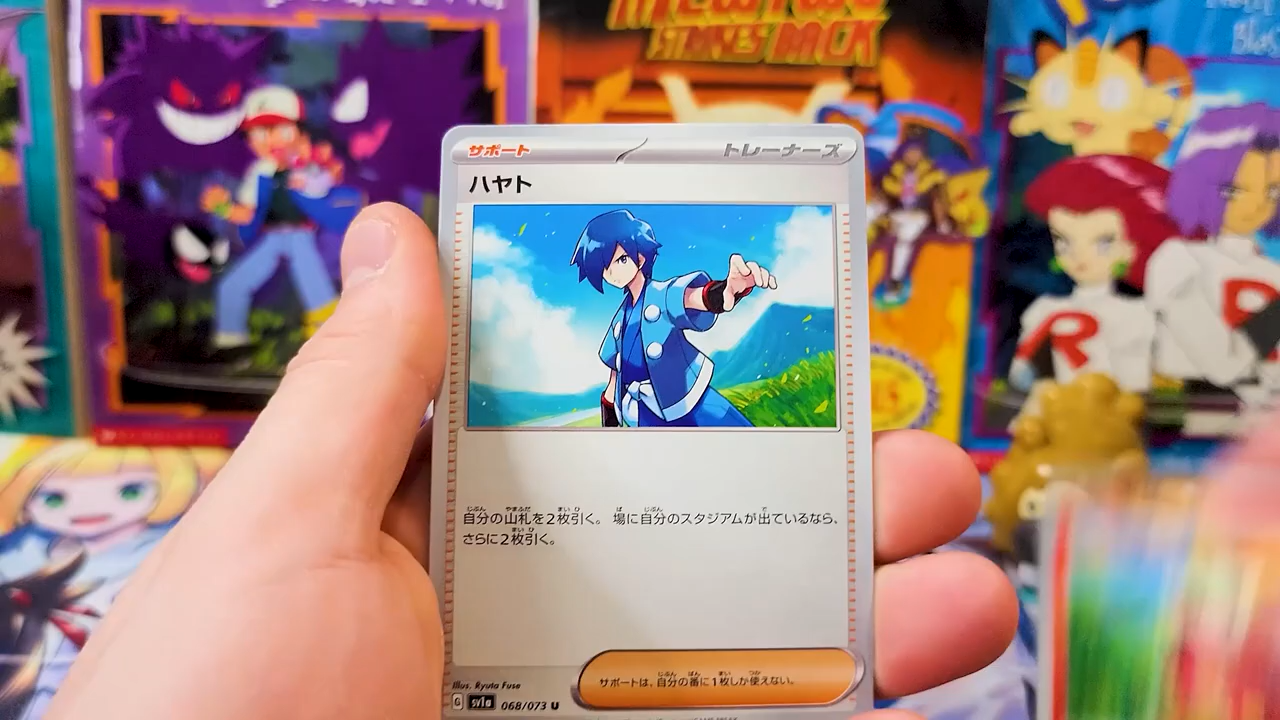 STRIKES BACK
サポート
トレーナーズ
ハヤト
自分の山札を2枚引く。 場に自分のスタジアムが出ているなら、
さらに2枚引く。
サポートは、自分の番に1枚しか使えない。
Illus. Ryuta Fuse
G sv1a 068/073 U
R
R